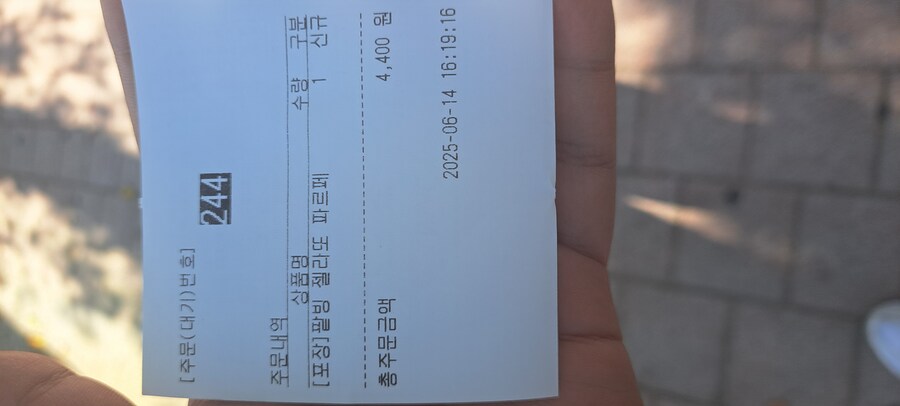 [주문(대기)번호]
244
주문내역
상품명 수량 구분
[포장]팥빙 젤라또 파르페 1 신규
총주문금액 4,400 원
2025-06-14 16:19:16